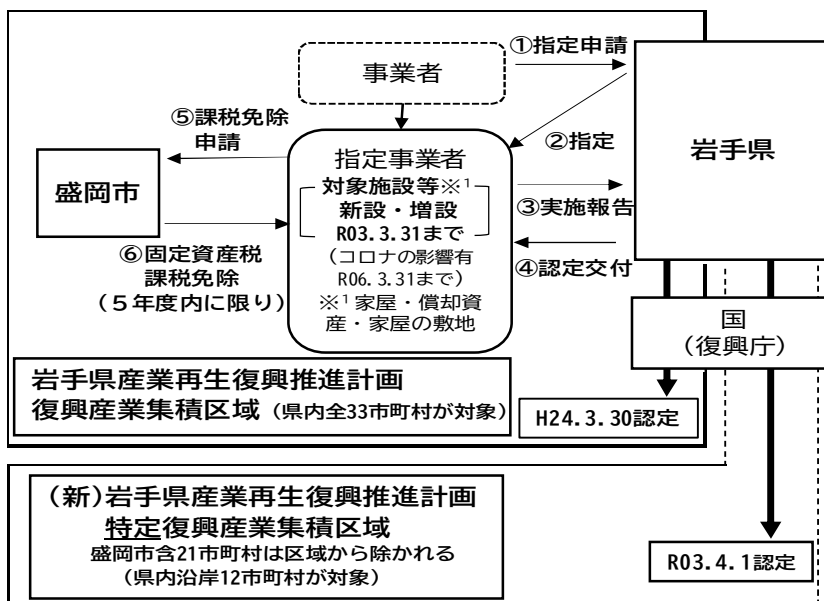 ①指定申請
事業者
⑤課税免除
申請
②指定
岩手県
盛岡市
指定事業者
対象施設等※¹
新設・増設
R03.3.31まで
(コロナの影響有
R06.3.31まで)
※¹家屋・償却資
産・家屋の敷地
③実施報告
④認定交付
⑥固定資産税
課税免除
(5年度内に限り)
国
(復興庁)
岩手県産業再生復興推進計画
復興産業集積区域(県内全33市町村が対象)
H24.3.30認定
(新)岩手県産業再生復興推進計画
特定復興産業集積区域
盛岡市含21市町村は区域から除かれる
(県内沿岸12市町村が対象)
R03.4.1認定